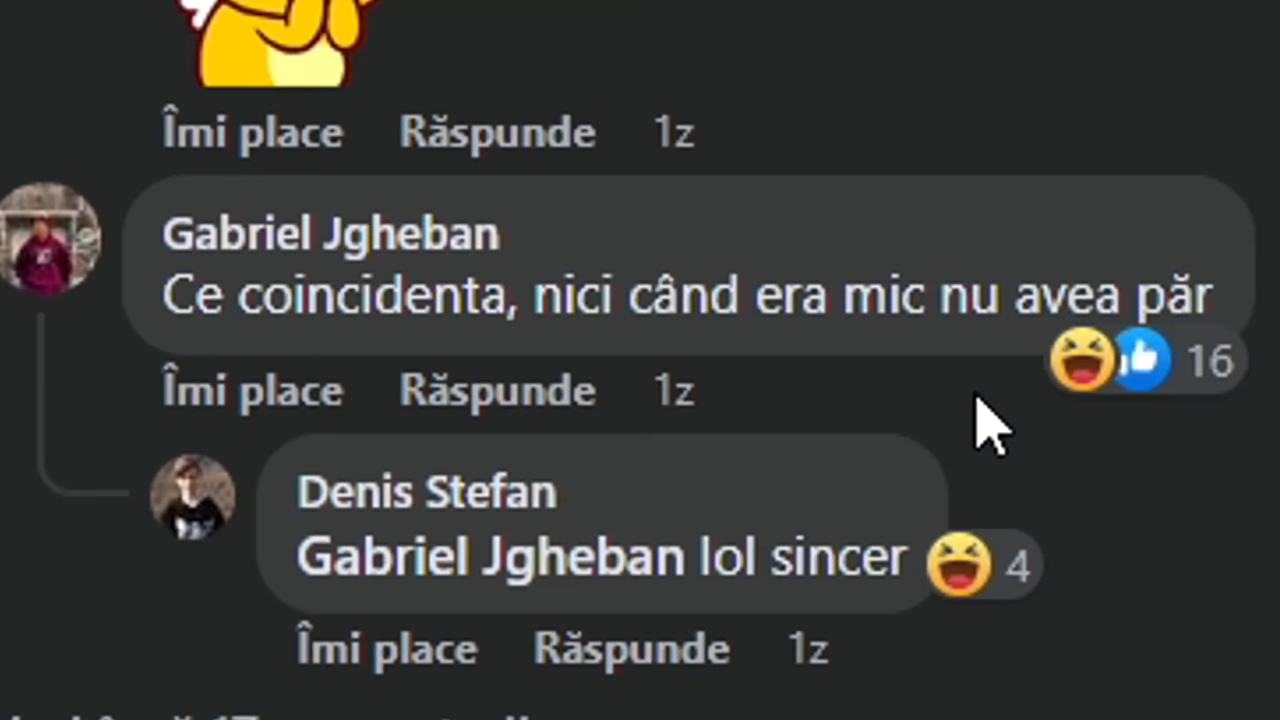 Îmi place Răspunde 1z
Gabriel Jgheban
Ce coincidenta, nici când era mic nu avea păr
16
Îmi place Răspunde 1z
Denis Stefan
Gabriel Jgheban lol sincer
4
Îmi place Răspunde 1z